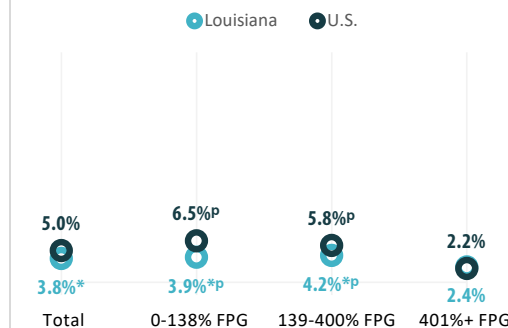 Louisiana U.S.
5.0% 6.5%ᵖ 5.8%ᵖ 2.2%
3.8%* 3.9%*ᵖ 4.2%*ᵖ 2.4%
Total 0-138% FPG 139-400% FPG 401%+ FPG